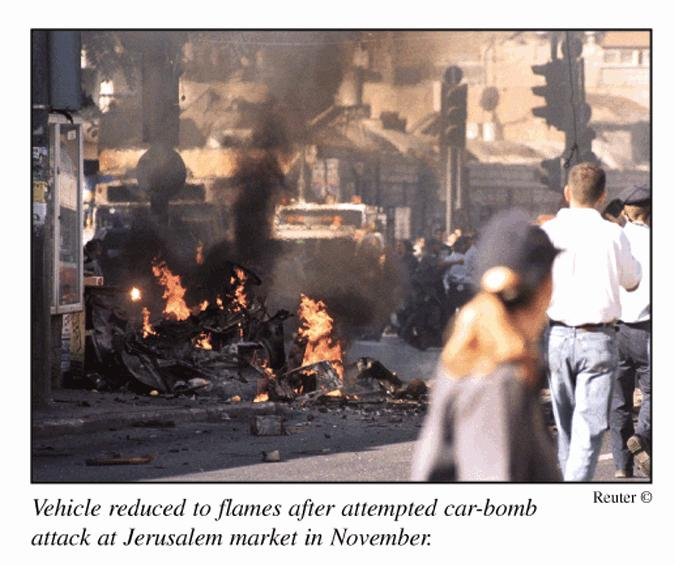 Reuter ©
Vehicle reduced to flames after attempted car-bomb
attack at Jerusalem market in November.